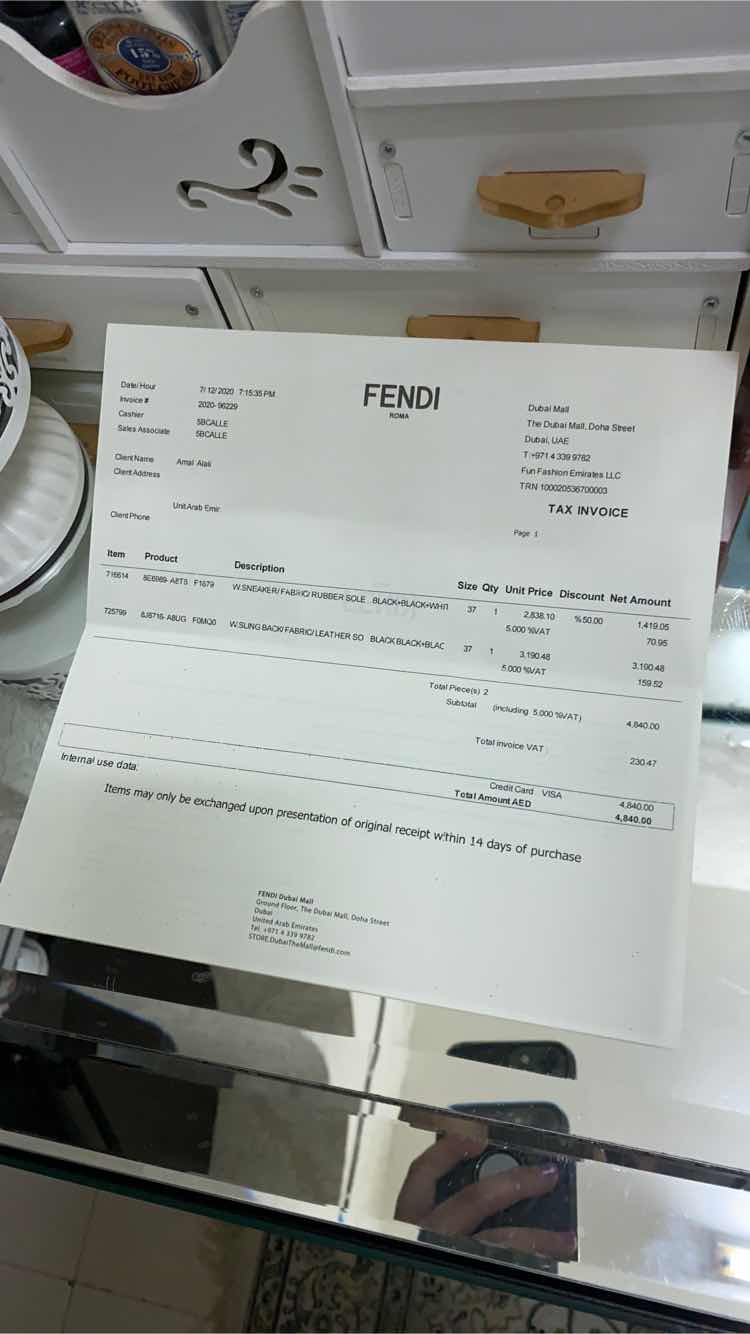 15%
FOOT CREAM
FENDI
ROMA
Date/Hour 7/12/2020 7:15:35 PM
Invoice # 2020-96229
Cashier 5BCALLE
Sales Associate 5BCALLE
Client Name Amal Alali
Client Address
Unit Arab Emir.
Client Phone
Dubai Mall
The Dubai Mall, Doha Street
Dubai, UAE
T:+971 4 339 9782
Fun Fashion Emirates LLC
TRN 100020536700003
TAX INVOICE
Page 1
Item Product Description Size Qty Unit Price Discount Net Amount
716614 8E6989-A8TS F1679 W.SNEAKER/FABRIC/RUBBER SOLE BLACK+BLACK+WHIT 37 1 2,838.10 %50.00 1,419.05
5.000 %VAT 70.95
725799 8J6716-A8UG F0MQ0 W.SLING BACK/FABRIC/LEATHER SO BLACK BLACK+BLAC 37 1 3,190.48 3,190.48
5.000 %VAT 159.52
Total Piece(s) 2
Subtotal (including 5.000 %VAT) 4,840.00
Total invoice VAT 230.47
Credit Card VISA 4,840.00
Total Amount AED 4,840.00
Internal use data:
Items may only be exchanged upon presentation of original receipt within 14 days of purchase
FENDI Dubai Mall
Ground Floor, The Dubai Mall, Doha Street
Dubai
United Arab Emirates
Tel. +971 4 339 9782
STORE.DubaiTheMall@fendi.com